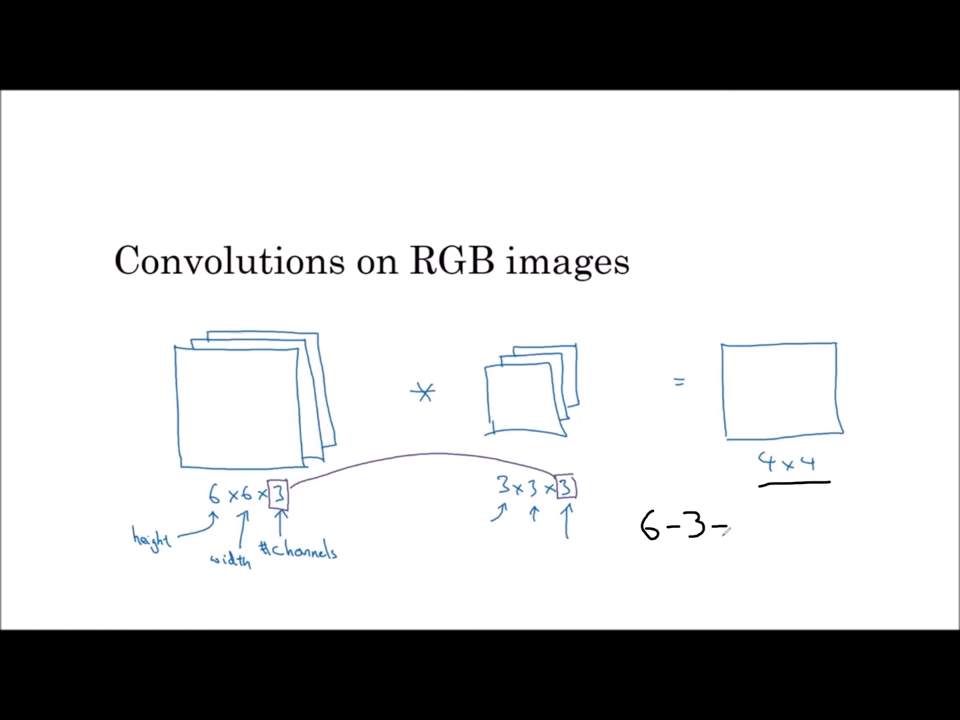 Convolutions on RGB images
* =
4 x 4
6 x 6 x 3
3 x 3 x 3
height
width
#channels
6 - 3 -